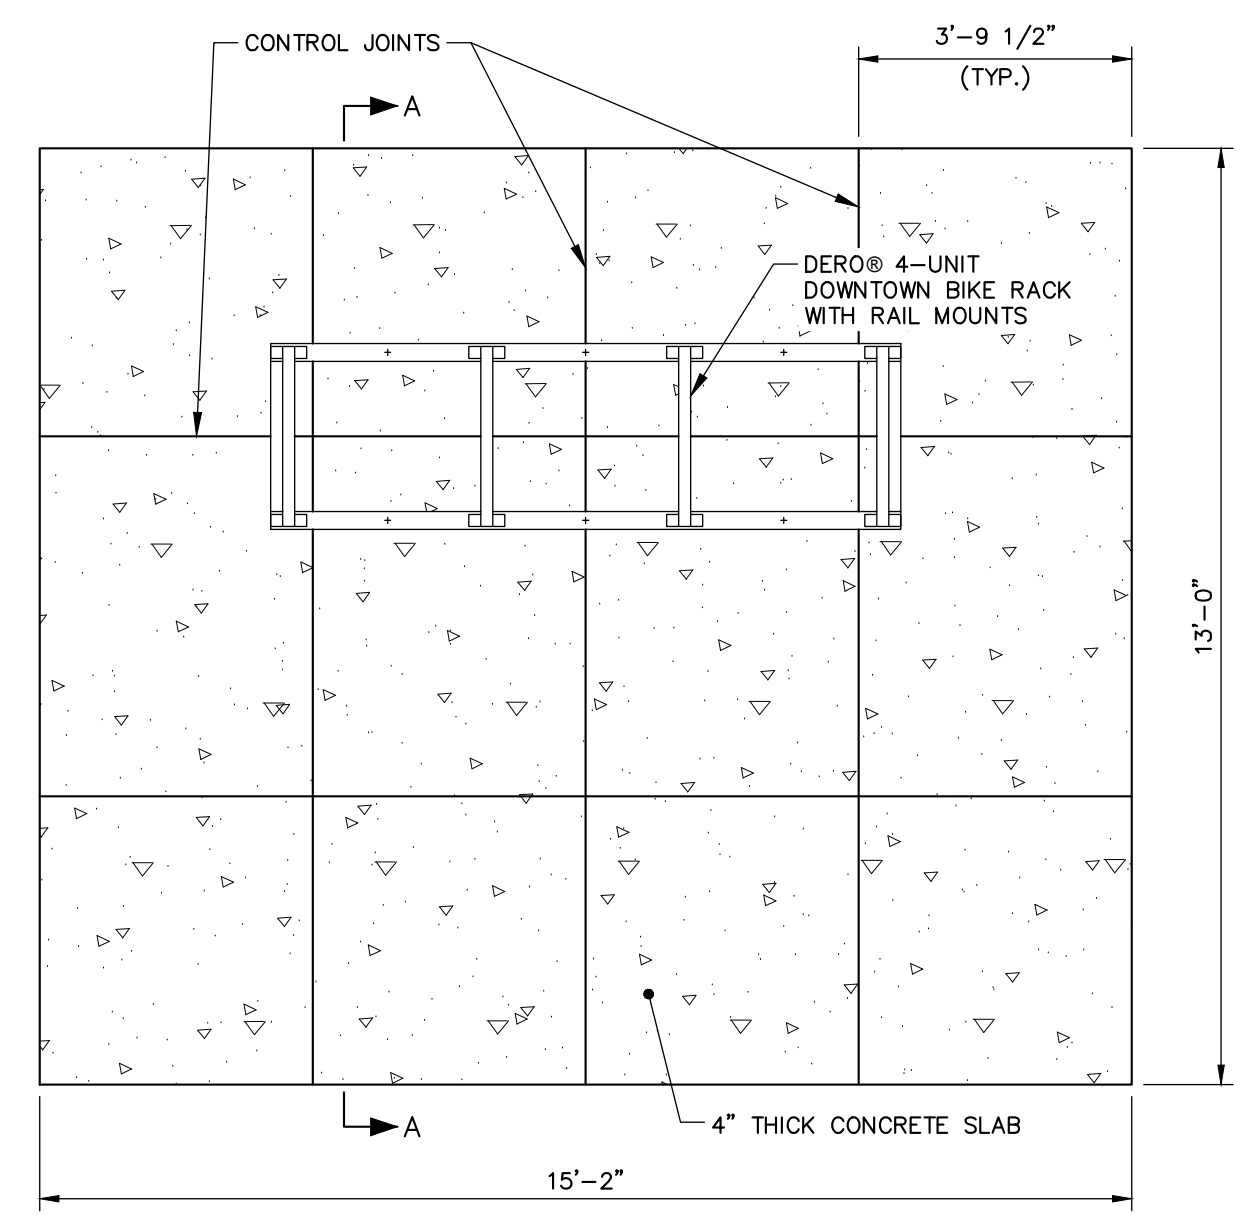 3'-9 1/2"
CONTROL JOINTS
(TYP.)
A
DERO® 4-UNIT
DOWNTOWN BIKE RACK
WITH RAIL MOUNTS
13'-0"
A
4" THICK CONCRETE SLAB
15'-2"